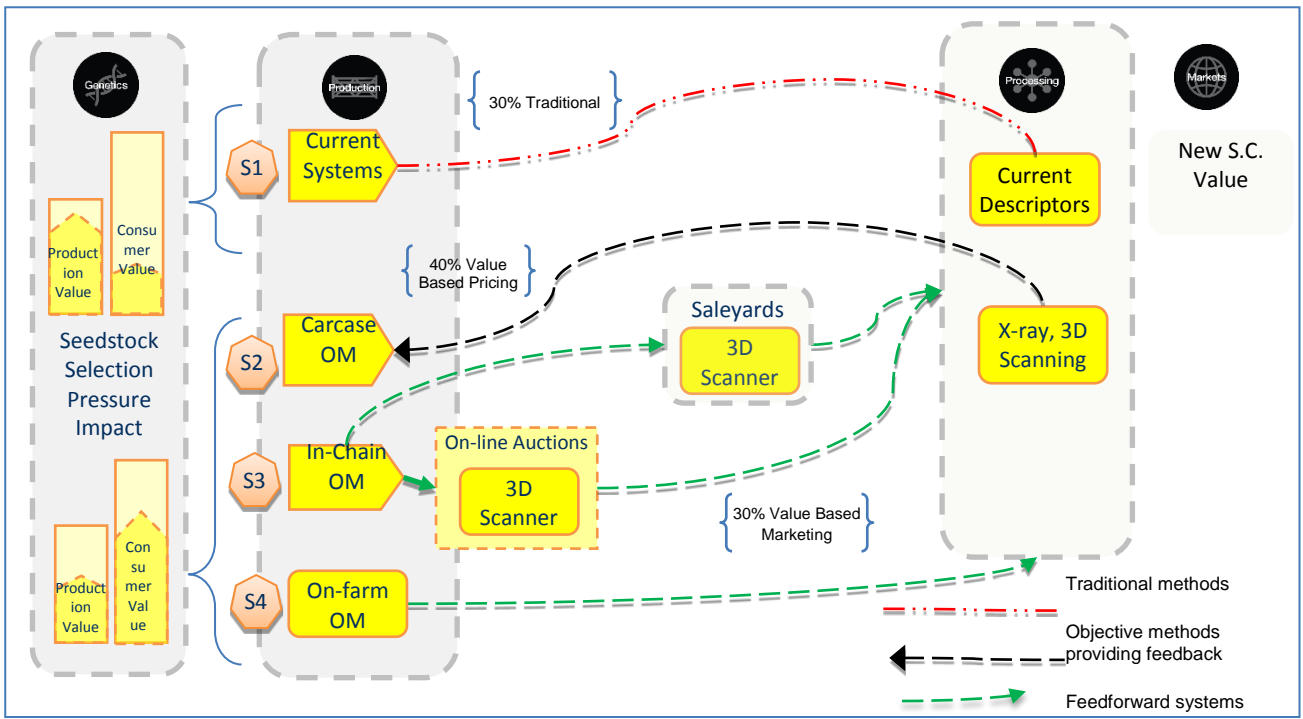 Genetics
Production
Processing
Markets
30% Traditional
S1
Current
Systems
Current
Descriptors
New S.C.
Value
Product
ion
Value
Consu
mer
Value
40% Value
Based Pricing
Seedstock
Selection
Pressure
Impact
S2
Carcase
OM
Saleyards
3D
Scanner
X-ray, 3D
Scanning
S3
In-Chain
OM
On-line Auctions
3D
Scanner
30% Value Based
Marketing
Product
ion
Value
Con
su
mer
Val
ue
S4
On-farm
OM
Traditional methods
Objective methods
providing feedback
Feedforward systems